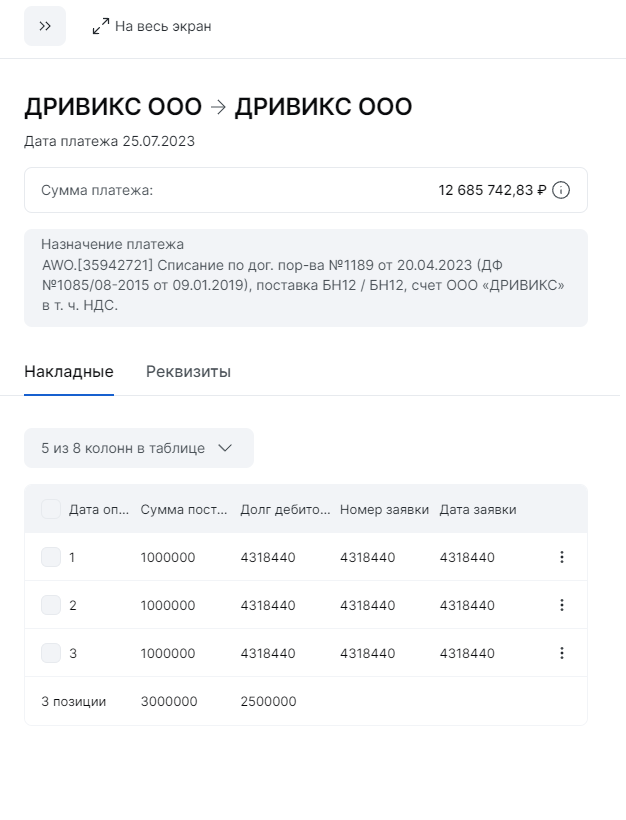 На весь экран
ДРИВИКС ООО → ДРИВИКС ООО
Дата платежа 25.07.2023
Сумма платежа: 12 685 742,83 ₽
Назначение платежа
AWO.[35942721] Списание по дог. пор-ва №1189 от 20.04.2023 (ДФ
№1085/08-2015 от 09.01.2019), поставка БН12 / БН12, счет ООО «ДРИВИКС»
в т. ч. НДС.
Накладные Реквизиты
5 из 8 колонн в таблице
Дата оп... Сумма пост... Долг дебито... Номер заявки Дата заявки
1 1000000 4318440 4318440 4318440
2 1000000 4318440 4318440 4318440
3 1000000 4318440 4318440 4318440
3 позиции 3000000 2500000